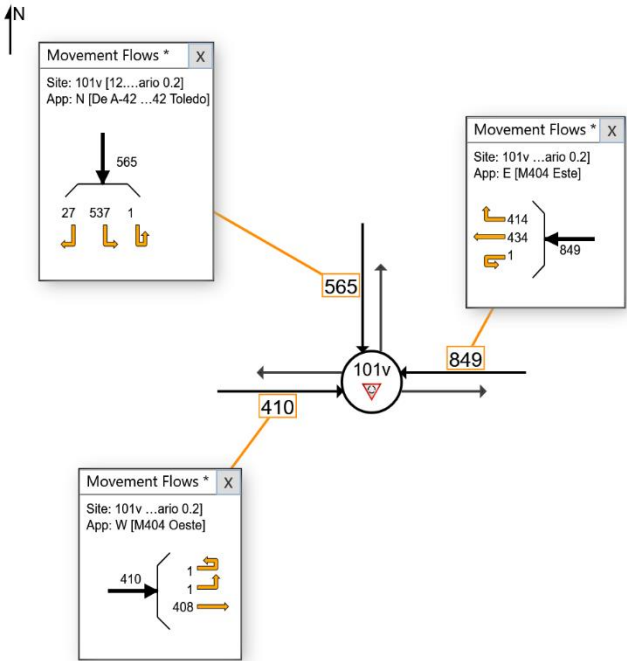 N
Movement Flows * X
Site: 101v [12....ario 0.2]
App: N [De A-42 ...42 Toledo]
565
27 537 1
Movement Flows * X
Site: 101v ...ario 0.2]
App: E [M404 Este]
414
434
1
849
565
101v
849
410
Movement Flows * X
Site: 101v ...ario 0.2]
App: W [M404 Oeste]
410
1
1
408